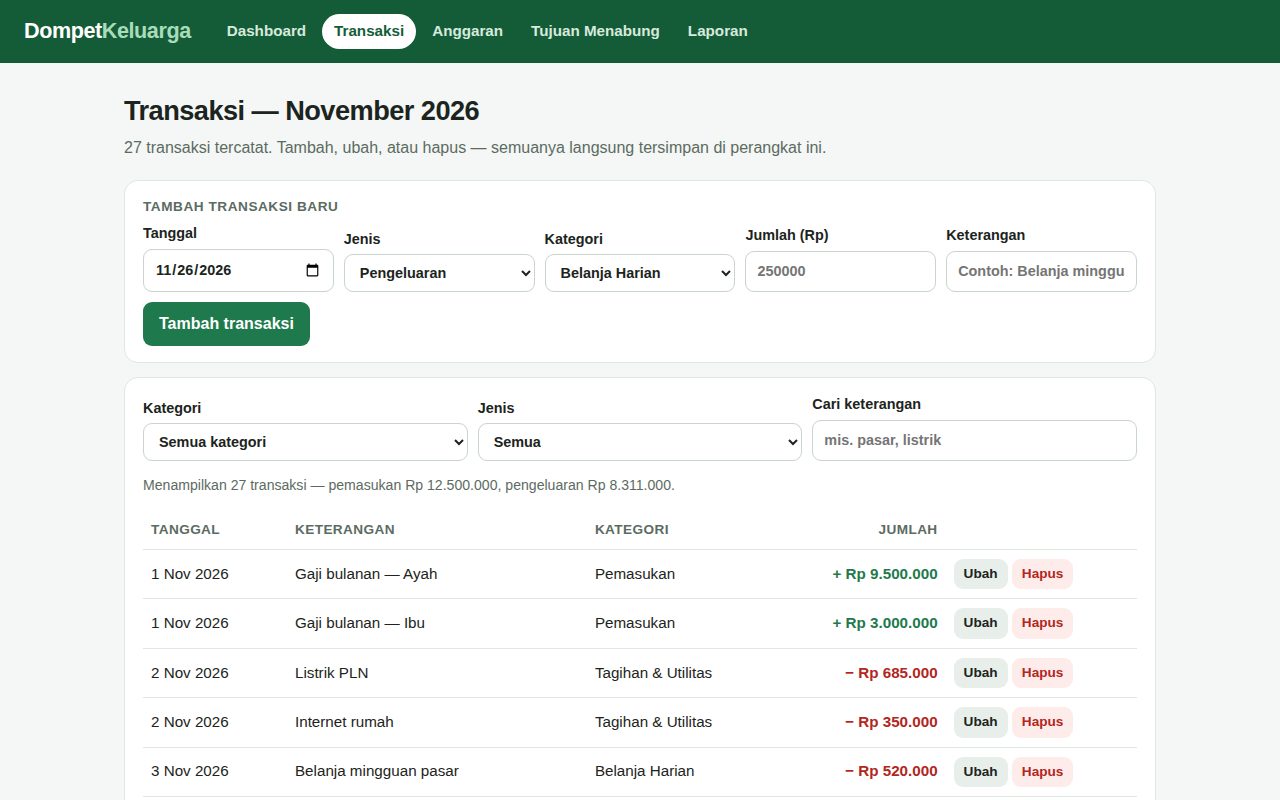 DompetKeluarga Dashboard Transaksi Anggaran Tujuan Menabung Laporan
Transaksi — November 2026
27 transaksi tercatat. Tambah, ubah, atau hapus — semuanya langsung tersimpan di perangkat ini.
TAMBAH TRANSAKSI BARU
Tanggal Jenis Kategori Jumlah (Rp) Keterangan
11/26/2026 Pengeluaran Belanja Harian 250000 Contoh: Belanja minggu
Tambah transaksi
Kategori Jenis Cari keterangan
Semua kategori Semua mis. pasar, listrik
Menampilkan 27 transaksi — pemasukan Rp 12.500.000, pengeluaran Rp 8.311.000.
TANGGAL KETERANGAN KATEGORI JUMLAH
1 Nov 2026 Gaji bulanan — Ayah Pemasukan + Rp 9.500.000 Ubah Hapus
1 Nov 2026 Gaji bulanan — Ibu Pemasukan + Rp 3.000.000 Ubah Hapus
2 Nov 2026 Listrik PLN Tagihan & Utilitas − Rp 685.000 Ubah Hapus
2 Nov 2026 Internet rumah Tagihan & Utilitas − Rp 350.000 Ubah Hapus
3 Nov 2026 Belanja mingguan pasar Belanja Harian − Rp 520.000 Ubah Hapus